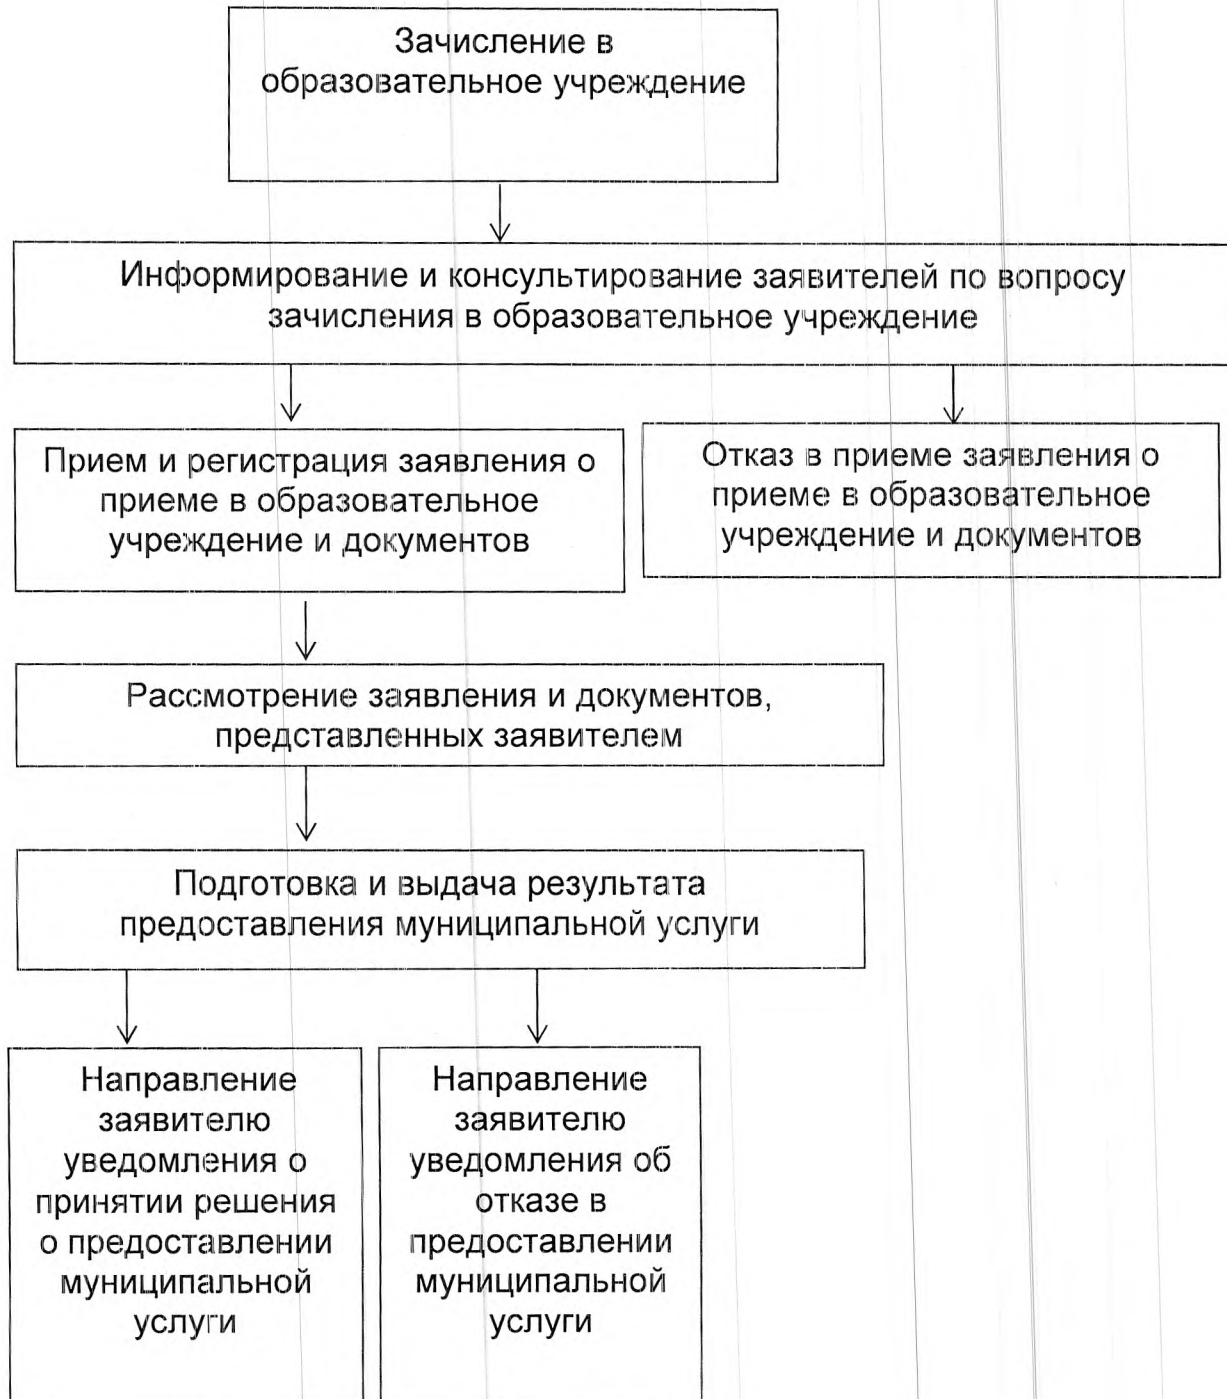 Зачисление в
образовательное учреждение
Информирование и консультирование заявителей по вопросу
зачисления в образовательное учреждение
Прием и регистрация заявления о
приеме в образовательное
учреждение и документов
Отказ в приеме заявления о
приеме в образовательное
учреждение и документов
Рассмотрение заявления и документов,
представленных заявителем
Подготовка и выдача результата
предоставления муниципальной услуги
Направление
заявителю
уведомления о
принятии решения
о предоставлении
муниципальной
услуги
Направление
заявителю
уведомления об
отказе в
предоставлении
муниципальной
услуги